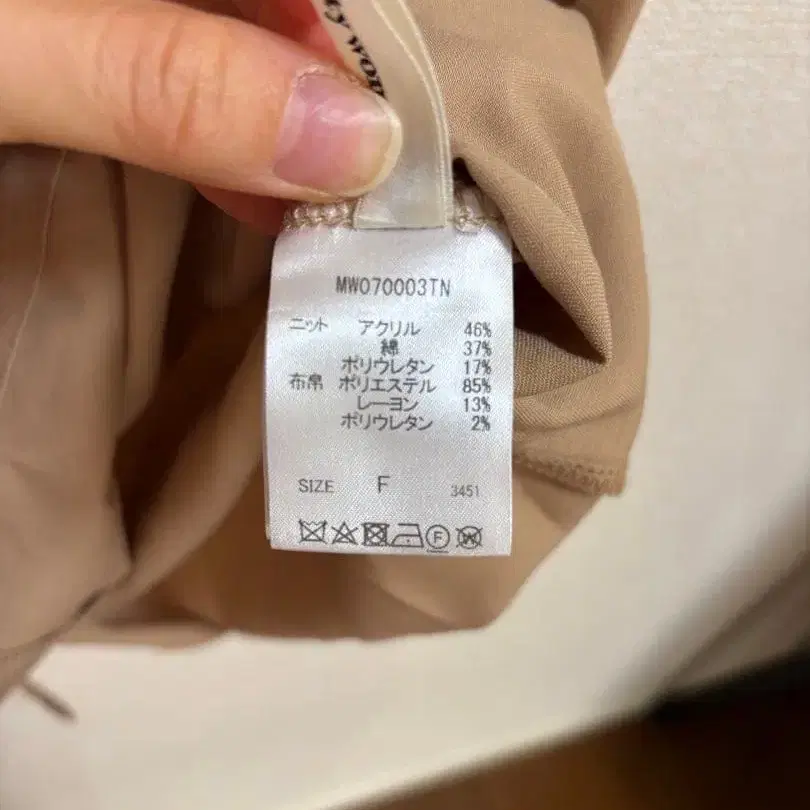 MW070003TN
ニット アクリル 46%
綿 37%
ポリウレタン 17%
布帛 ポリエステル 85%
レーヨン 13%
ポリウレタン 2%
SIZE F 3451
F W